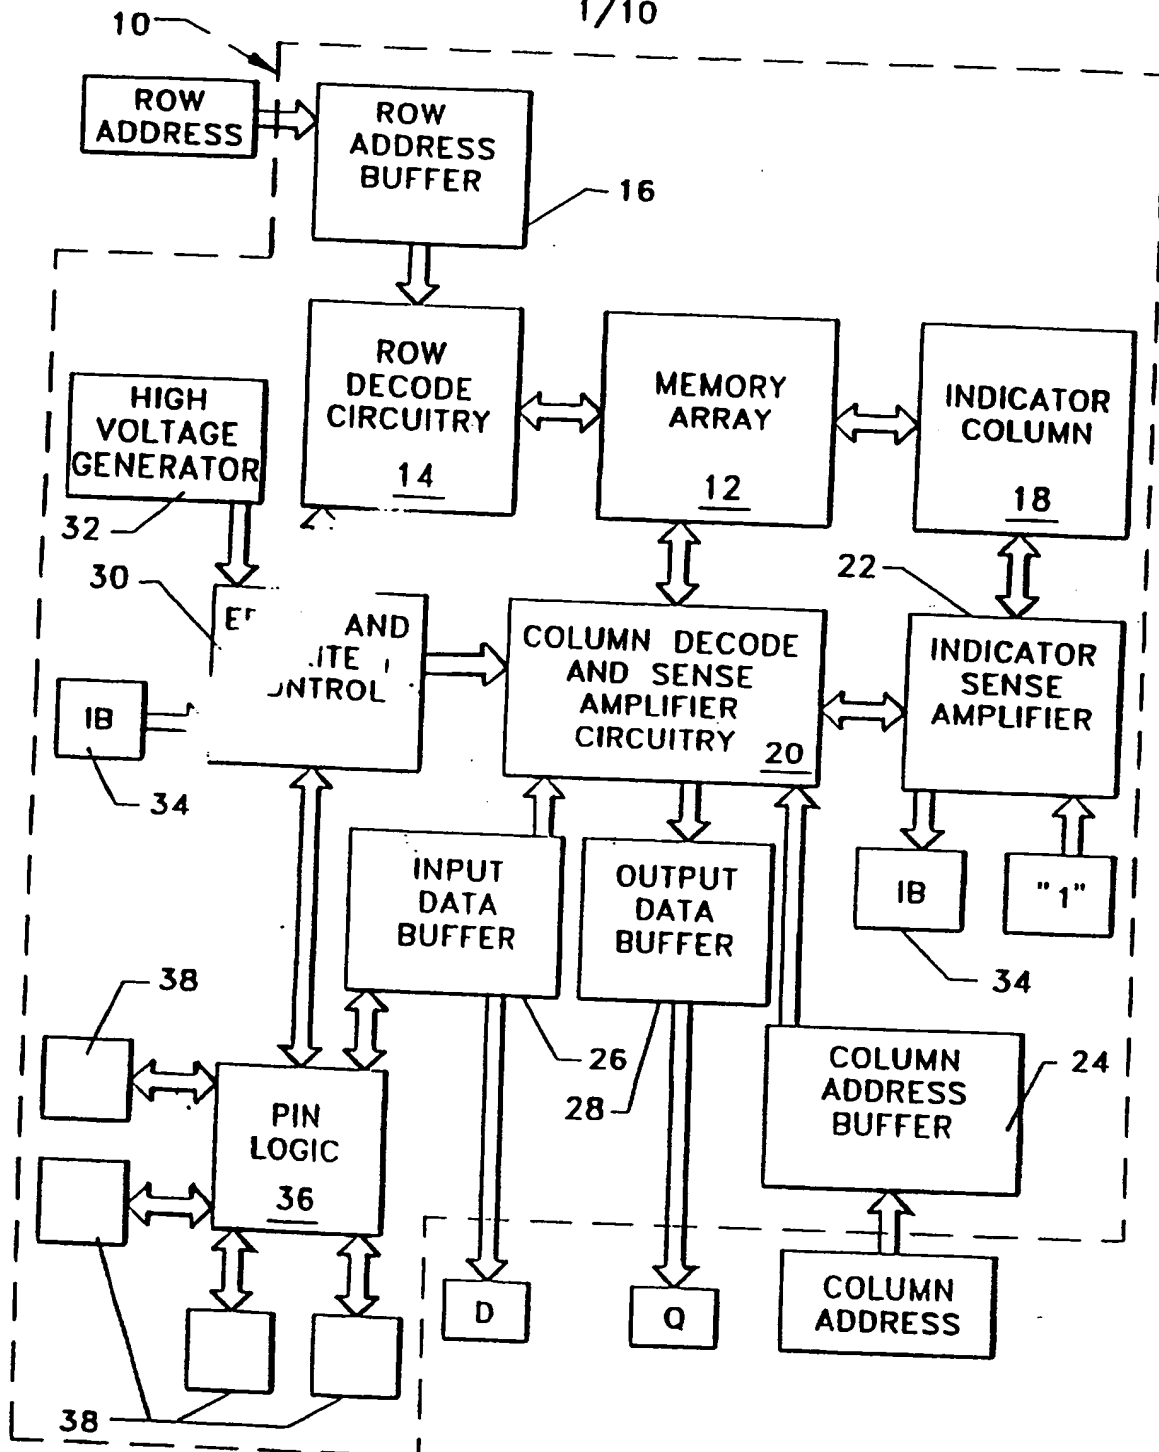 1/10
10
ROW
ADDRESS
ROW
ADDRESS
BUFFER
16
HIGH
VOLTAGE
GENERATOR
32
ROW
DECODE
CIRCUITRY
14
MEMORY
ARRAY
12
INDICATOR
COLUMN
18
30
AND
CONTROL
22
COLUMN DECODE
AND SENSE
AMPLIFIER
CIRCUITRY
20
INDICATOR
SENSE
AMPLIFIER
IB
34
INPUT
DATA
BUFFER
26
OUTPUT
DATA
BUFFER
28
IB
34
"1"
38
PIN
LOGIC
36
COLUMN
ADDRESS
BUFFER
24
D
Q
COLUMN
ADDRESS
38